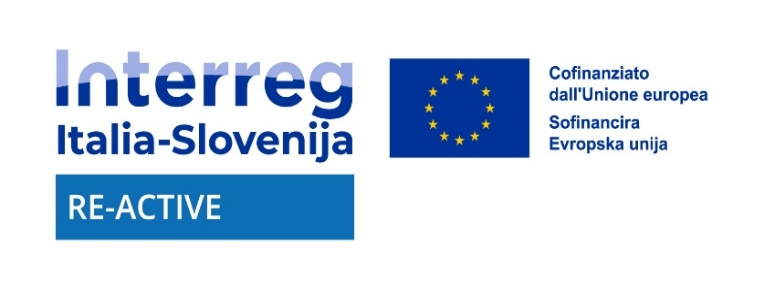 Interreg
Italia-Slovenija
RE-ACTIVE
Cofinanziato
dall'Unione europea
Sofinancira
Evropska unija